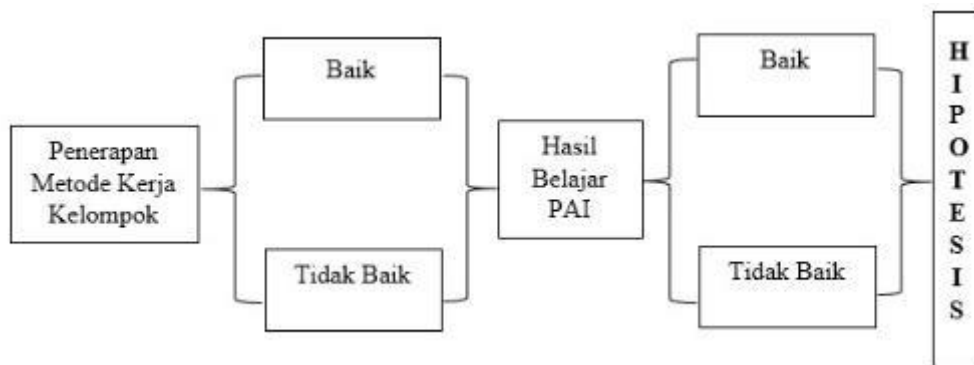 Penerapan
Metode Kerja
Kelompok
Baik
Tidak Baik
Hasil
Belajar
PAI
Baik
Tidak Baik
H
I
P
O
T
E
S
I
S